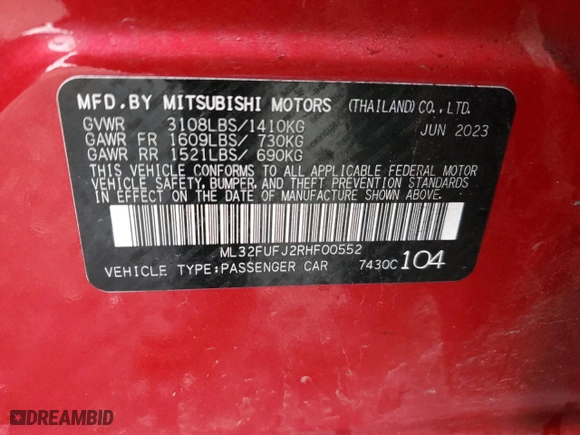 MFD.BY MITSUBISHI MOTORS (THAILAND) CO., LTD.
GVWR 3108LBS/1410KG JUN 2023
GAWR FR 1609LBS/ 730KG
GAWR RR 1521LBS/ 690KG
THIS VEHICLE CONFORMS TO ALL APPLICABLE FEDERAL MOTOR
VEHICLE SAFETY, BUMPER, AND THEFT PREVENTION STANDARDS
IN EFFECT ON THE DATE OF MANUFACTURE SHOWN ABOVE.
ML32FUFJ2RHF00552
VEHICLE TYPE:PASSENGER CAR 7430C 104
DREAMBID